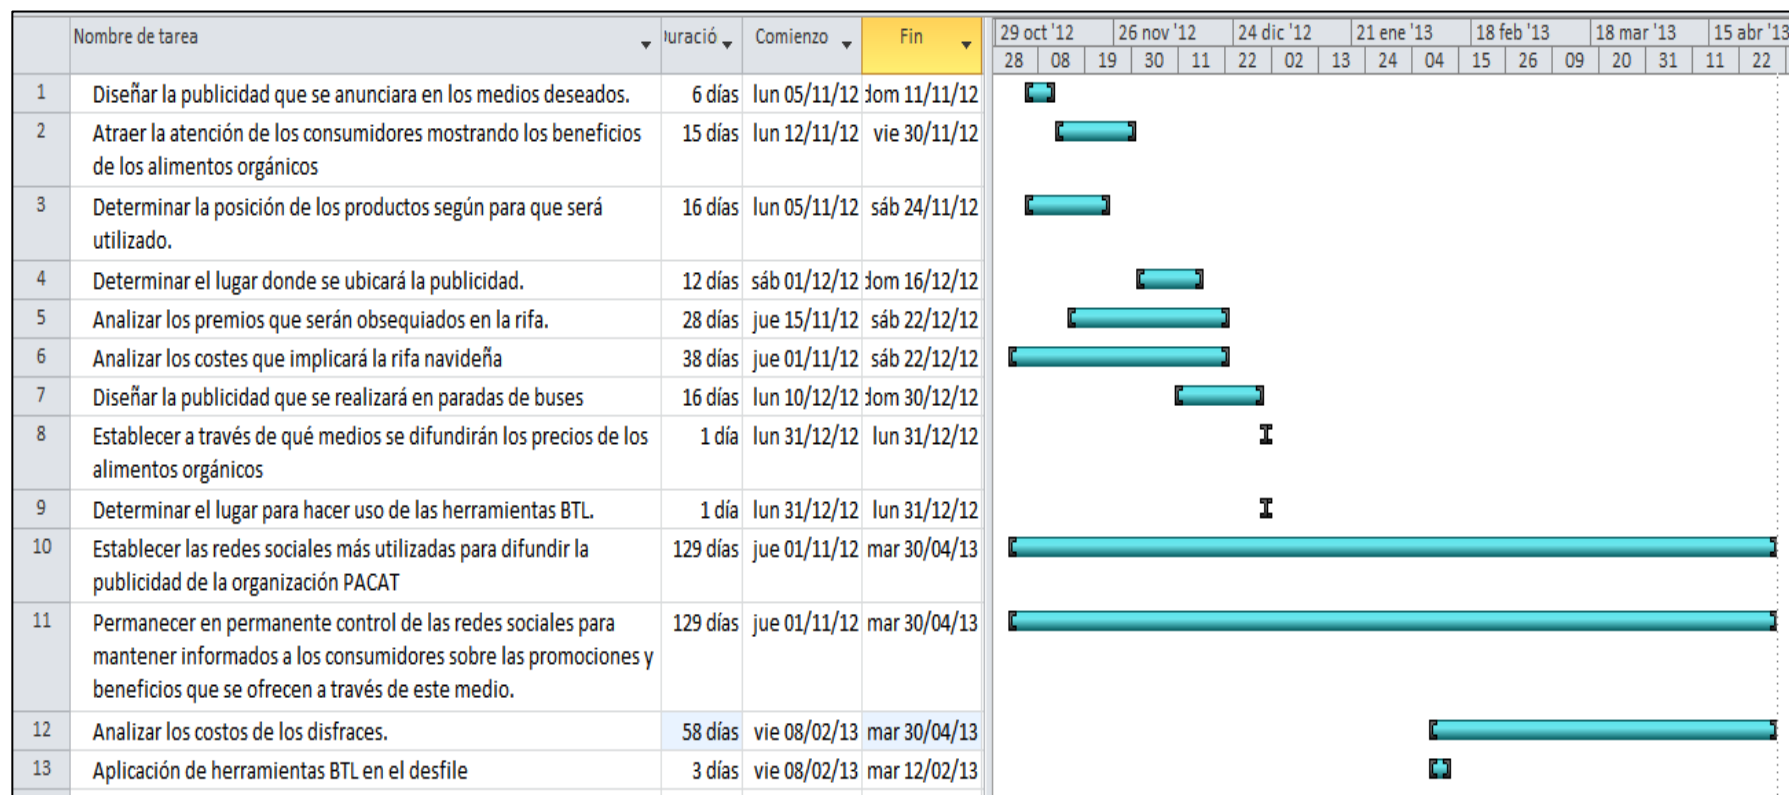 Nombre de tarea Duració Comienzo Fin 29 oct '12 26 nov '12 24 dic '12 21 ene '13 18 feb '13 18 mar '13 15 abr '13
28 08 19 30 11 22 02 13 24 04 15 26 09 20 31 11 22
1 Diseñar la publicidad que se anunciara en los medios deseados. 6 días lun 05/11/12 dom 11/11/12
2 Atraer la atención de los consumidores mostrando los beneficios 15 días lun 12/11/12 vie 30/11/12
de los alimentos orgánicos
3 Determinar la posición de los productos según para que será 16 días lun 05/11/12 sáb 24/11/12
utilizado.
4 Determinar el lugar donde se ubicará la publicidad. 12 días sáb 01/12/12 dom 16/12/12
5 Analizar los premios que serán obsequiados en la rifa. 28 días jue 15/11/12 sáb 22/12/12
6 Analizar los costes que implicará la rifa navideña 38 días jue 01/11/12 sáb 22/12/12
7 Diseñar la publicidad que se realizará en paradas de buses 16 días lun 10/12/12 dom 30/12/12
8 Establecer a través de qué medios se difundirán los precios de los 1 día lun 31/12/12 lun 31/12/12
alimentos orgánicos
9 Determinar el lugar para hacer uso de las herramientas BTL. 1 día lun 31/12/12 lun 31/12/12
10 Establecer las redes sociales más utilizadas para difundir la 129 días jue 01/11/12 mar 30/04/13
publicidad de la organización PACAT
11 Permanecer en permanente control de las redes sociales para 129 días jue 01/11/12 mar 30/04/13
mantener informados a los consumidores sobre las promociones y
beneficios que se ofrecen a través de este medio.
12 Analizar los costos de los disfraces. 58 días vie 08/02/13 mar 30/04/13
13 Aplicación de herramientas BTL en el desfile 3 días vie 08/02/13 mar 12/02/13